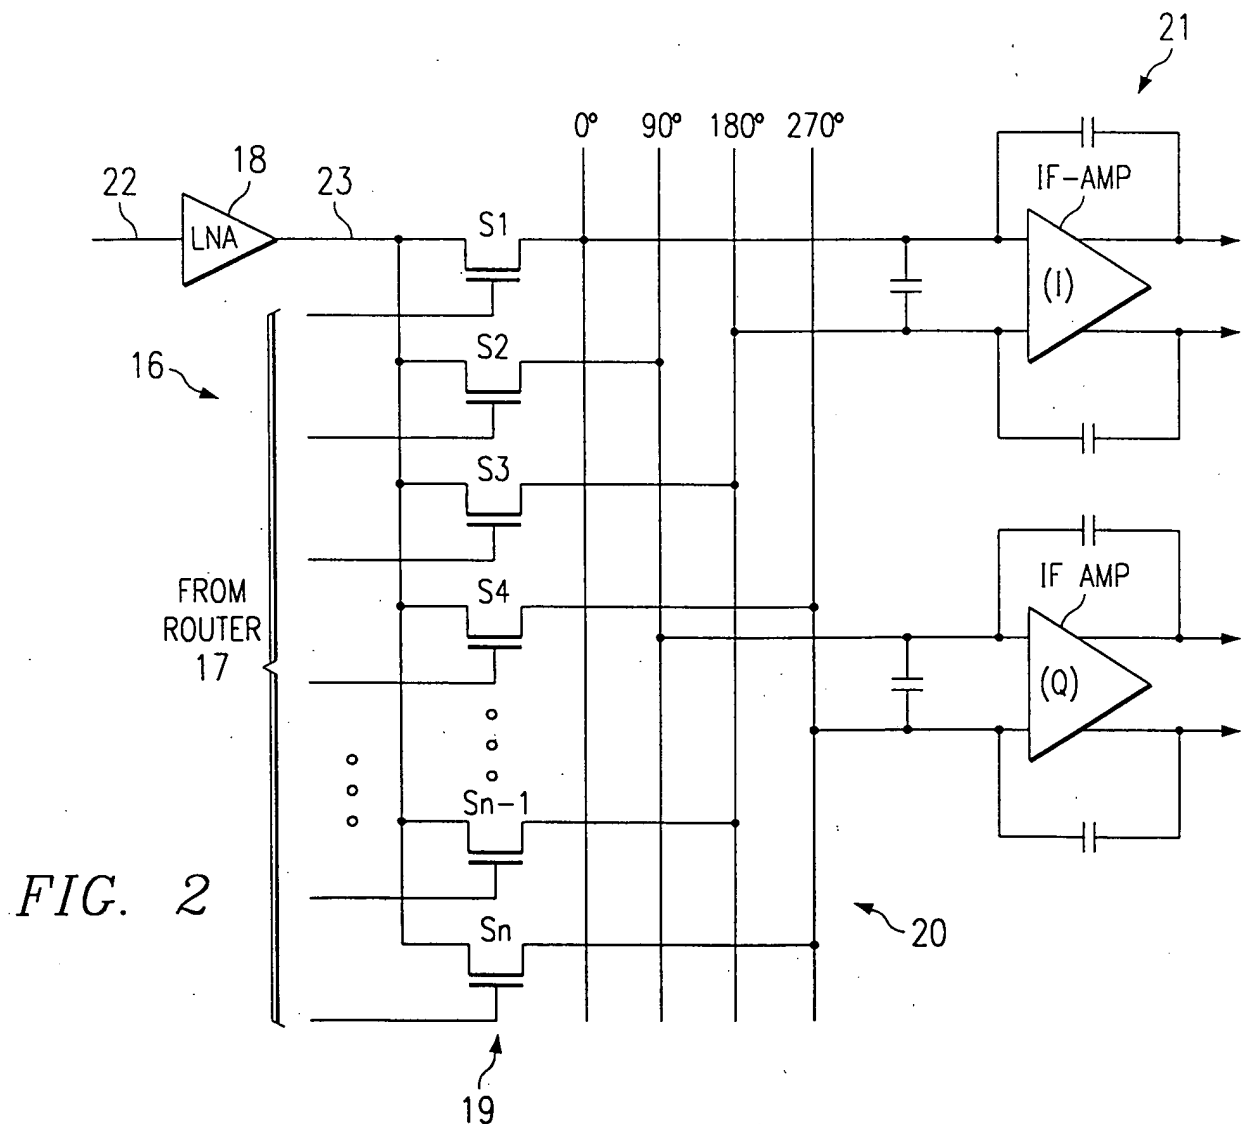 21
0° 90° 180° 270°
22 18 23
LNA
S1
IF-AMP
(I)
16
S2
S3
FROM
ROUTER
17
S4
IF AMP
(Q)
Sn-1
FIG. 2
Sn
20
19